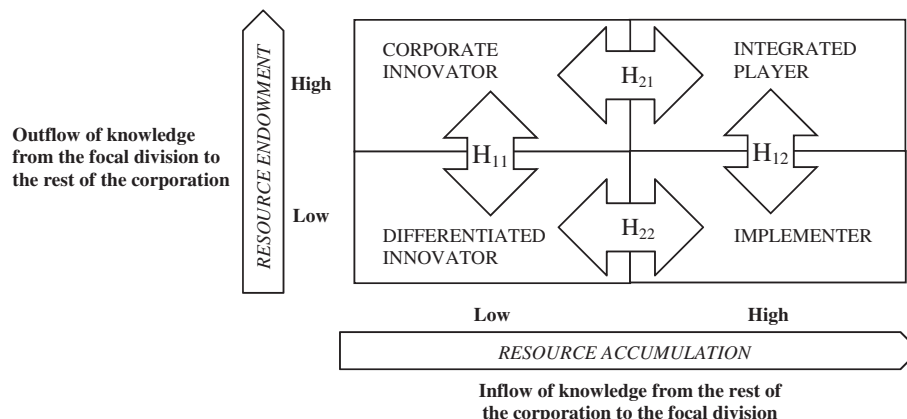 CORPORATE
INNOVATOR
INTEGRATED
PLAYER
High
H21
RESOURCE ENDOWMENT
Outflow of knowledge
from the focal division to
the rest of the corporation
H11
H12
Low
H22
DIFFERENTIATED
INNOVATOR
IMPLEMENTER
Low
High
RESOURCE ACCUMULATION
Inflow of knowledge from the rest of
the corporation to the focal division